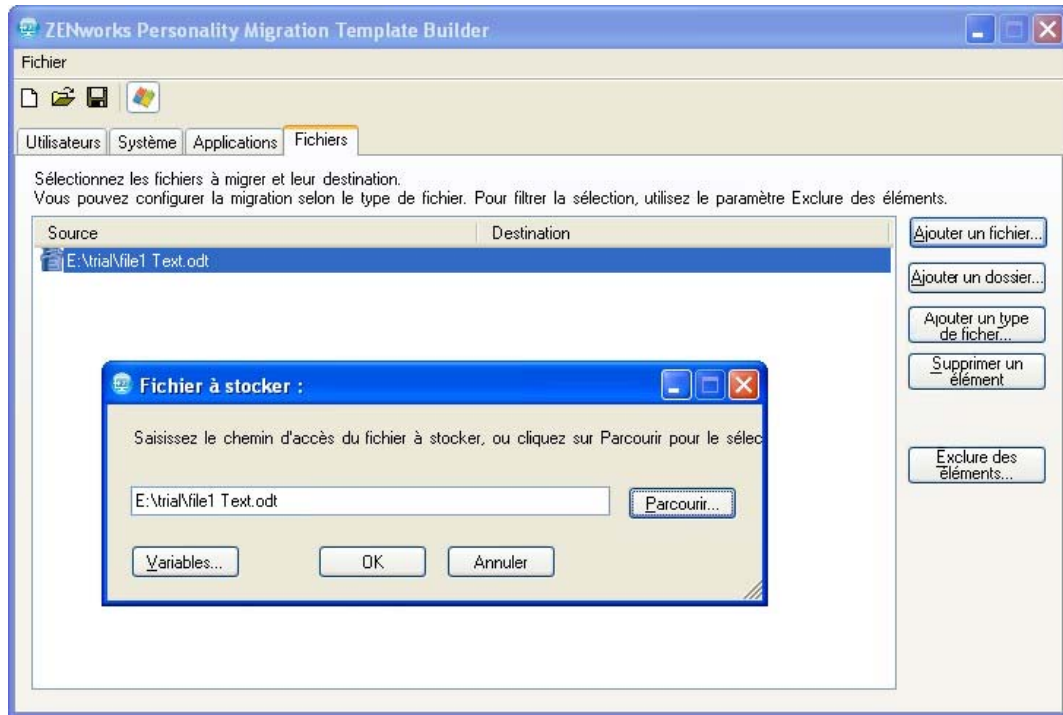 ZENworks Personality Migration Template Builder
Fichier
Utilisateurs Système Applications Fichiers
Sélectionnez les fichiers à migrer et leur destination.
Vous pouvez configurer la migration selon le type de fichier. Pour filtrer la sélection, utilisez le paramètre Exclure des éléments.
Source Destination
E:\trial\file1 Text.odt
Ajouter un fichier...
Ajouter un dossier...
Ajouter un type
de ficher...
Supprimer un
élément
Exclure des
éléments...
Fichier à stocker :
Saisissez le chemin d'accès du fichier à stocker, ou cliquez sur Parcourir pour le sélec
E:\trial\file1 Text.odt
Parcourir...
Variables... OK Annuler